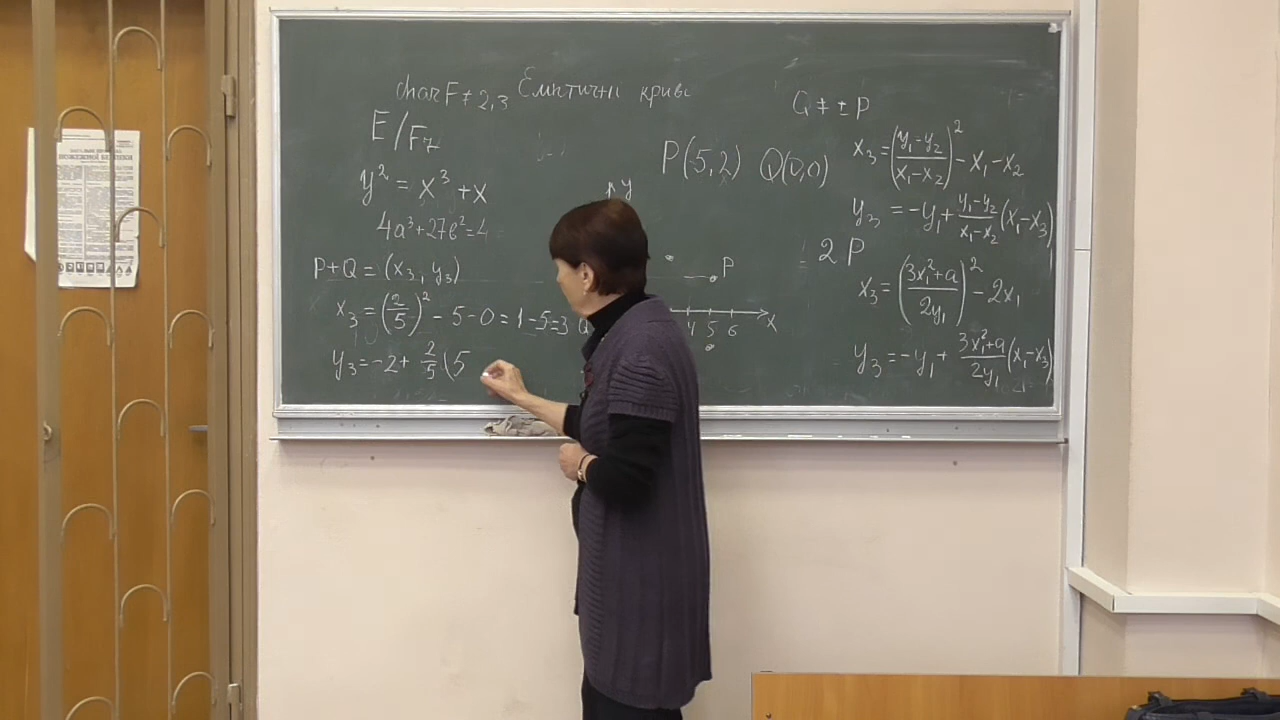 char F ≠ 2,3 Еліптичні криві
E/F₇
y² = x³ + x
4a³+27b²=4
P+Q = (x₃, y₃)
x₃ = (2/5)² - 5 - 0 = 1 - 5 = 3
y₃ = -2 + 2/5 (5
P(5,2) Q(0,0)
y
P
4 5 6 x
Q ≠ ± P
x₃ = ((y₁-y₂)/(x₁-x₂))² - x₁ - x₂
y₃ = -y₁ + (y₁-y₂)/(x₁-x₂) (x₁-x₃)
2P
x₃ = ((3x₁²+a)/(2y₁))² - 2x₁
y₃ = -y₁ + (3x₁²+a)/(2y₁) (x₁-x₃)